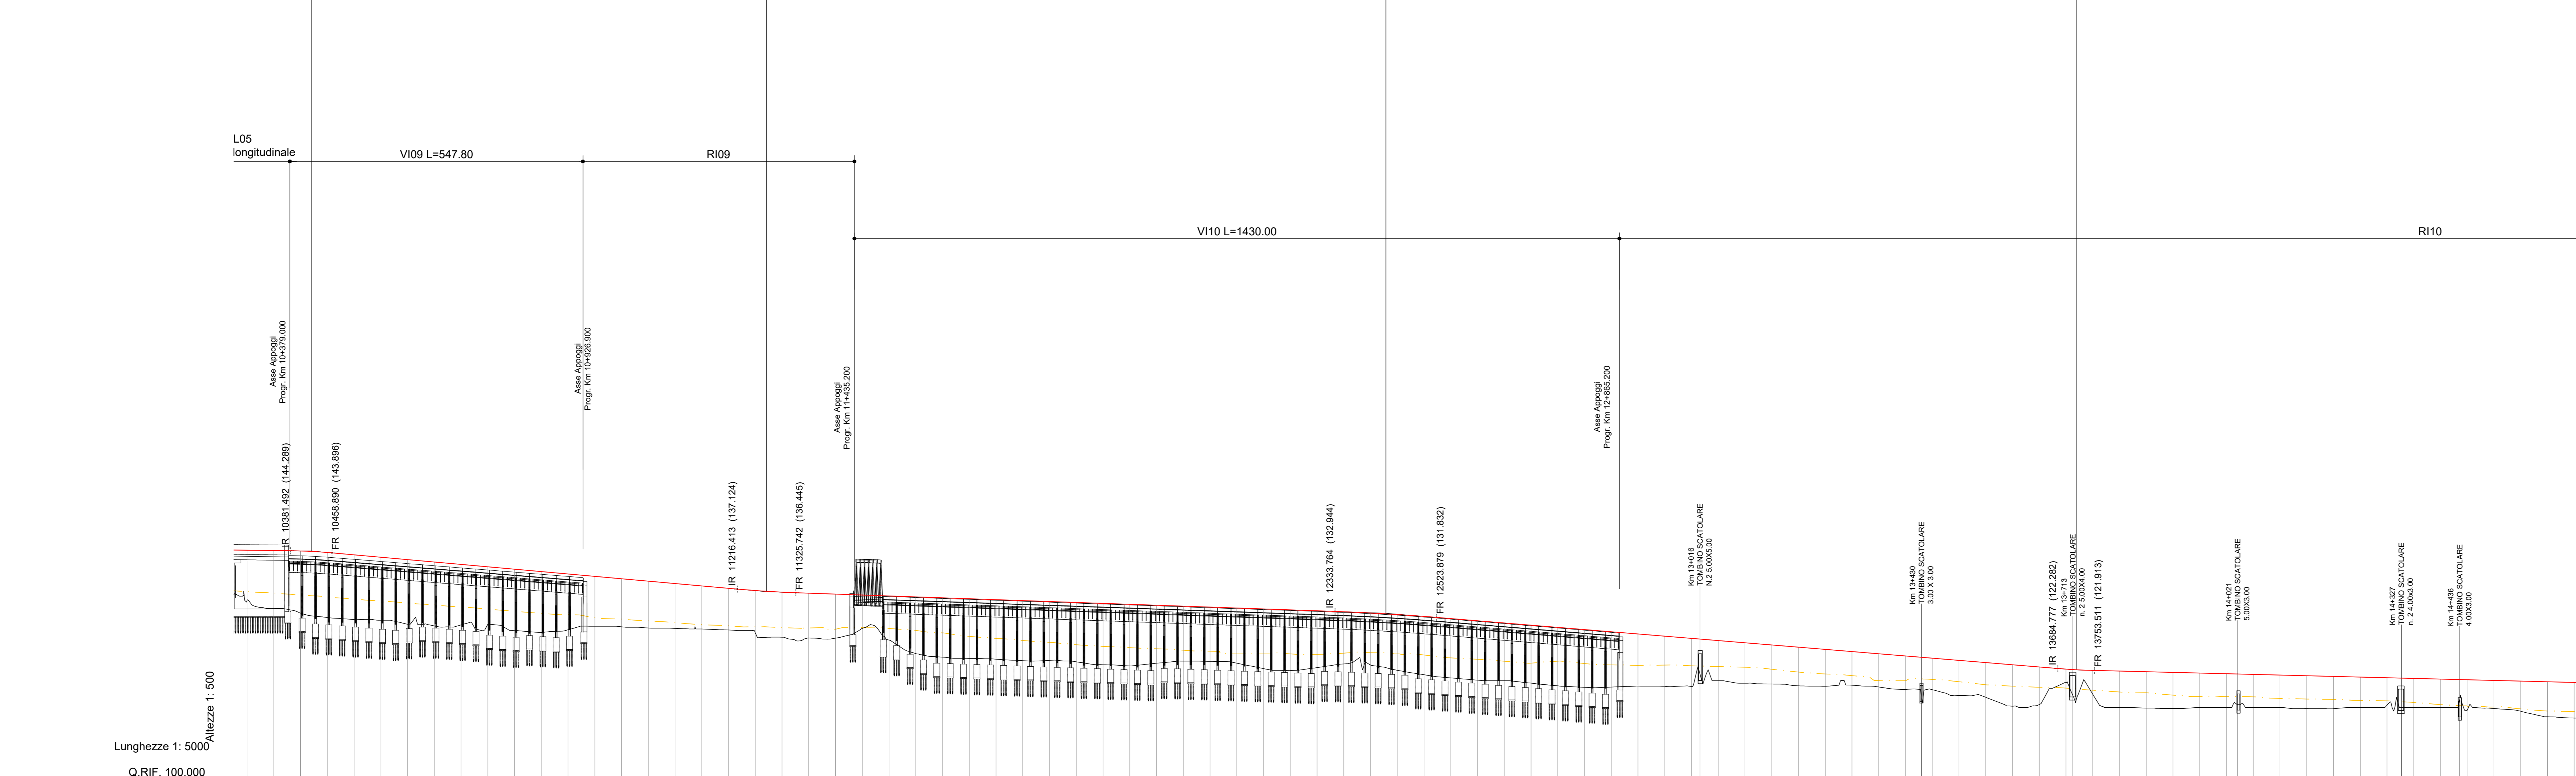 L05
longitudinale
VI09 L=547.80
RI09
VI10 L=1430.00
RI10
Asse Appoggi
Progr. Km 10+379.000
Asse Appoggi
Progr. Km 10+926.900
Asse Appoggi
Progr. Km 11+435.200
Asse Appoggi
Progr. Km 12+865.200
IR 10381.492 (144.289)
FR 10458.890 (143.896)
IR 11216.413 (137.124)
FR 11325.742 (136.445)
IR 12333.764 (132.944)
FR 12523.879 (131.832)
Km 13+016
TOMBINO SCATOLARE
N.2 5.00X5.00
Km 13+430
TOMBINO SCATOLARE
3.00 X 3.00
IR 13684.777 (122.282)
Km 13+713
TOMBINO SCATOLARE
n. 2 5.00X4.00
FR 13753.511 (121.913)
Km 14+021
TOMBINO SCATOLARE
5.00X3.00
Km 14+327
TOMBINO SCATOLARE
n. 2 4.00x3.00
Km 14+436
TOMBINO SCATOLARE
4.00X3.00
Altezze 1: 500
Lunghezze 1: 5000
Q.RIF. 100.000